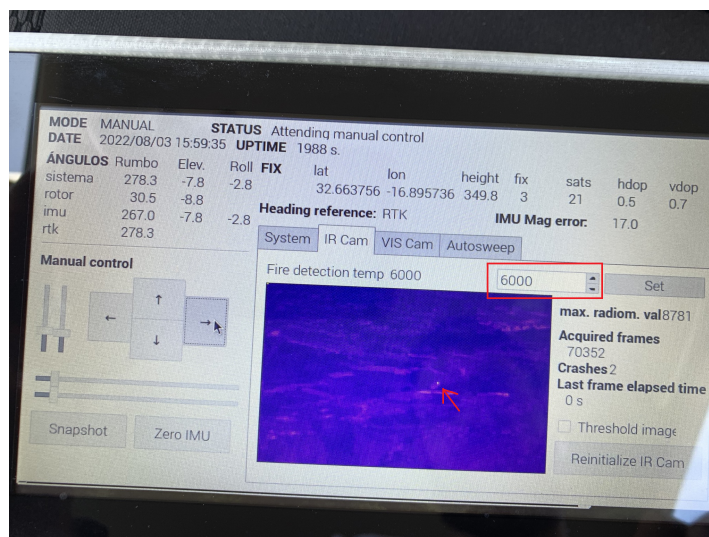 MODE MANUAL STATUS Attending manual control
DATE 2022/08/03 15:59:35 UPTIME 1988 s.
ÁNGULOS Rumbo Elev. Roll FIX lat lon height fix sats hdop vdop
sistema 278.3 -7.8 -2.8 32.663756 -16.895736 349.8 3 21 0.5 0.7
rotor 30.5 -8.8
imu 267.0 -7.8 -2.8 Heading reference: RTK IMU Mag error: 17.0
rtk 278.3
System IR Cam VIS Cam Autosweep
Manual control
Fire detection temp 6000 6000 Set
max. radiom. val 8781
Acquired frames
70352
Crashes 2
Last frame elapsed time
0 s
Threshold image
Reinitialize IR Cam
↑
← →
↓
Snapshot Zero IMU